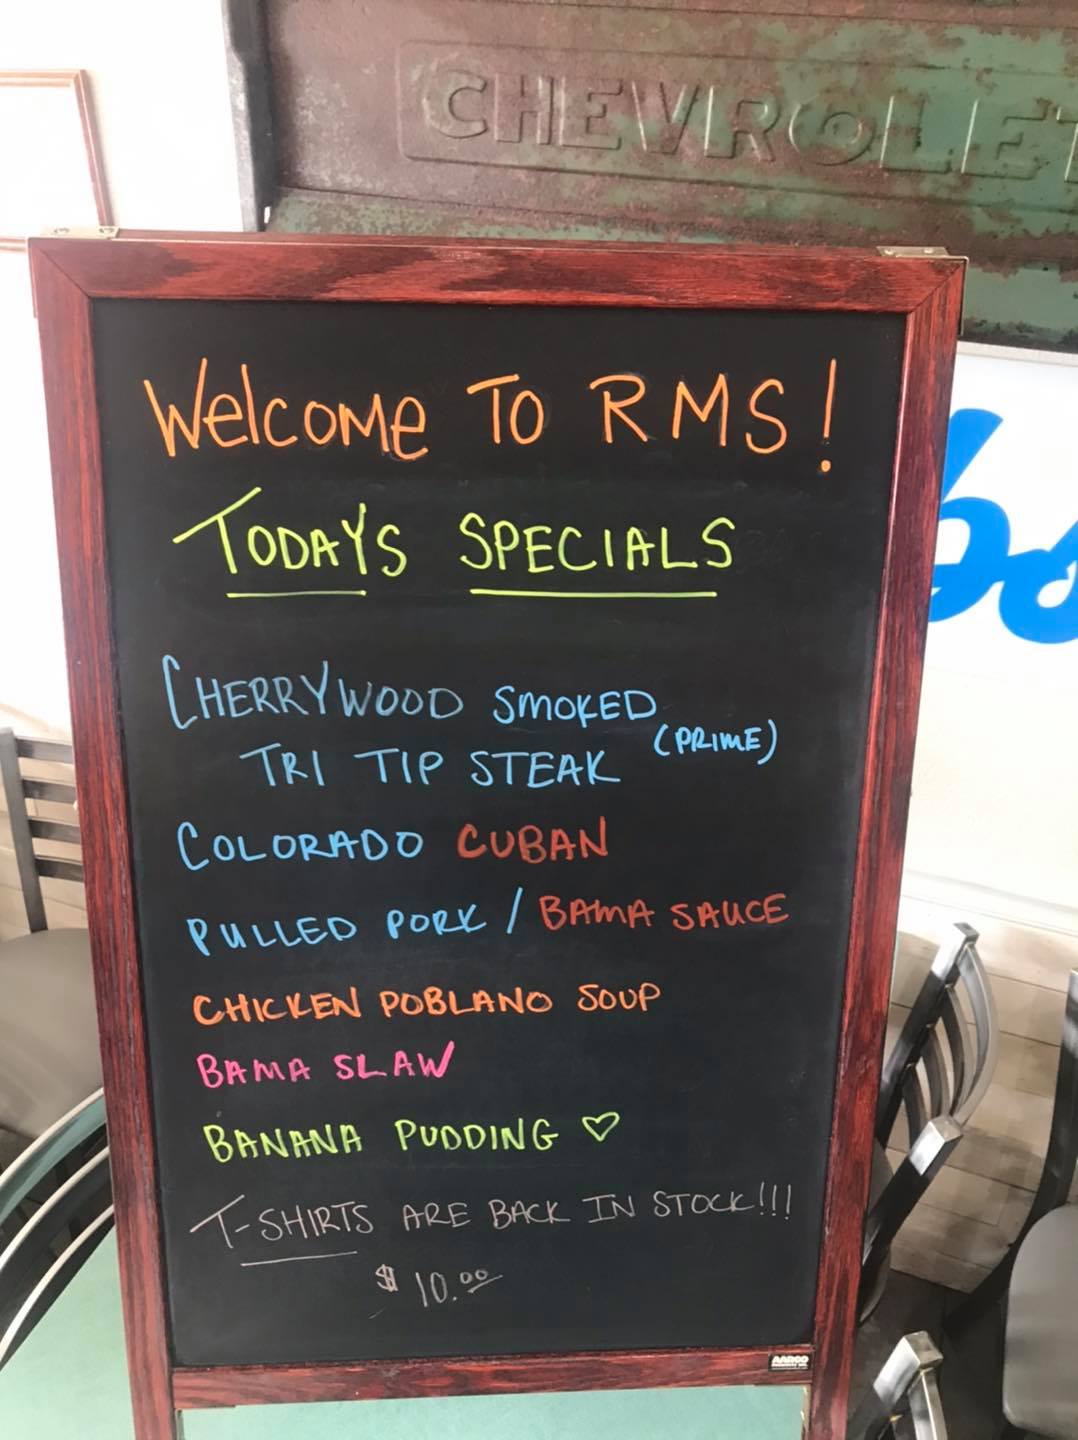 CHEVROLET
WelCOMe TO RMS!
TODAYS SPECIALS
CHERRYWOOD SMOKED
TRI TIP STEAK (PRIME)
COLORADO CUBAN
PULLED PORK / BAMA SAUCE
CHICKEN POBLANO SOUP
BAMA SLAW
BANANA PUDDING ♡
T-SHIRTS ARE BACK IN STOCK!!!
$10.00
AARCO